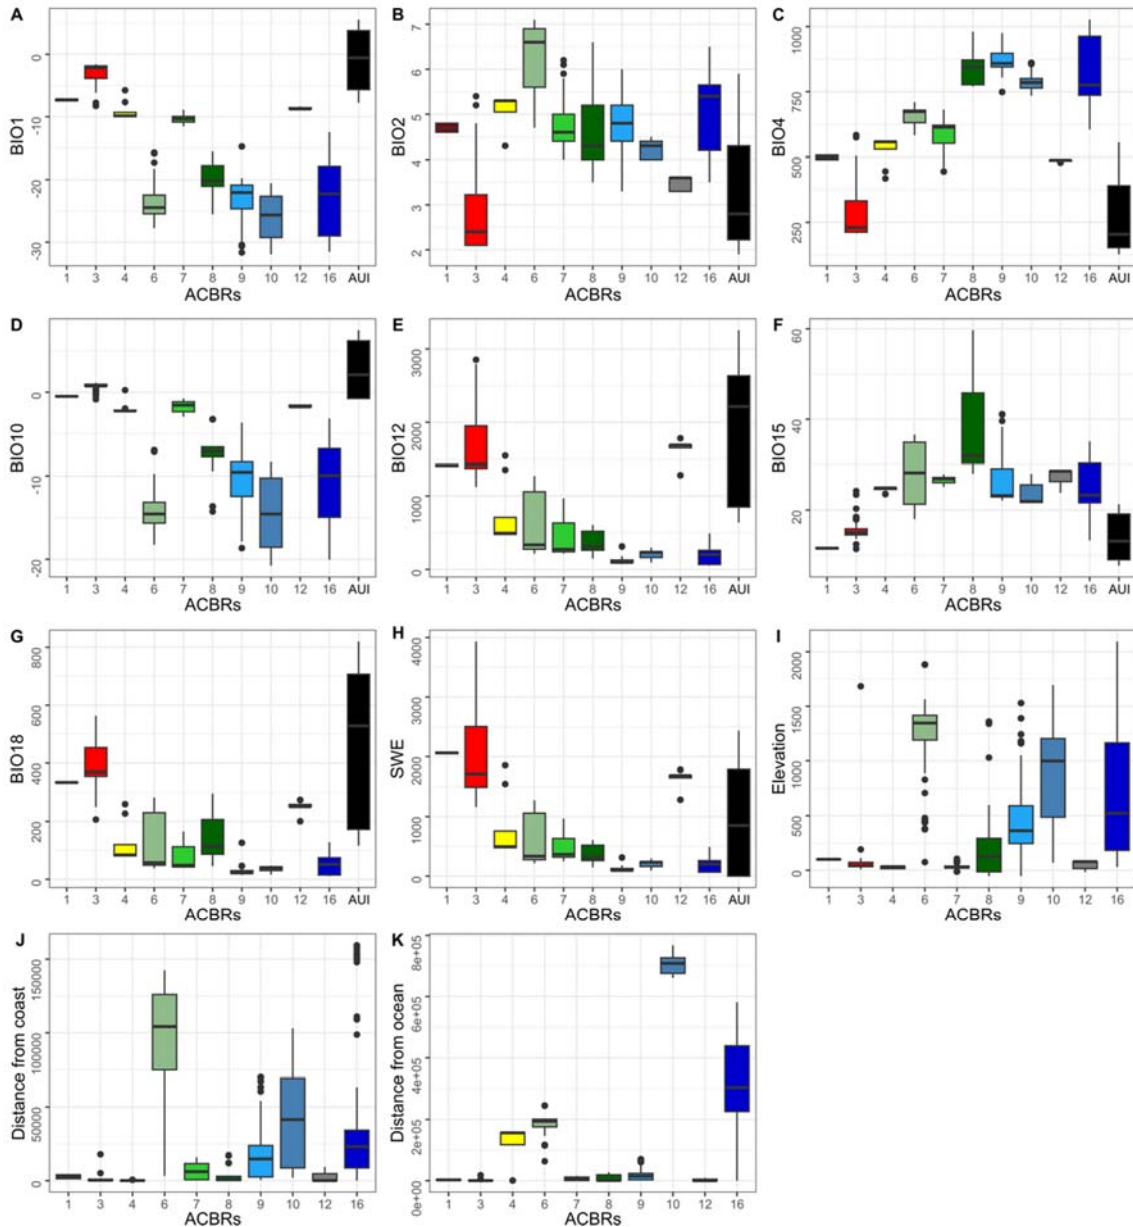 A
BIO1
0
-10
-20
-30
1 3 4 6 7 8 9 10 12 16 AUI
ACBRs
B
BIO2
7
6
5
4
3
2
1 3 4 6 7 8 9 10 12 16 AUI
ACBRs
C
BIO4
1000
750
500
250
1 3 4 6 7 8 9 10 12 16 AUI
ACBRs
D
BIO10
0
-10
-20
1 3 4 6 7 8 9 10 12 16 AUI
ACBRs
E
BIO12
3000
2000
1000
0
1 3 4 6 7 8 9 10 12 16 AUI
ACBRs
F
BIO15
60
40
20
1 3 4 6 7 8 9 10 12 16 AUI
ACBRs
G
BIO18
800
600
400
200
0
1 3 4 6 7 8 9 10 12 16 AUI
ACBRs
H
SWE
4000
3000
2000
1000
0
1 3 4 6 7 8 9 10 12 16 AUI
ACBRs
I
Elevation
2000
1500
1000
500
0
1 3 4 6 7 8 9 10 12 16
ACBRs
J
Distance from coast
150000
100000
50000
0
1 3 4 6 7 8 9 10 12 16
ACBRs
K
Distance from ocean
8e+05
6e+05
4e+05
2e+05
0e+00
1 3 4 6 7 8 9 10 12 16
ACBRs